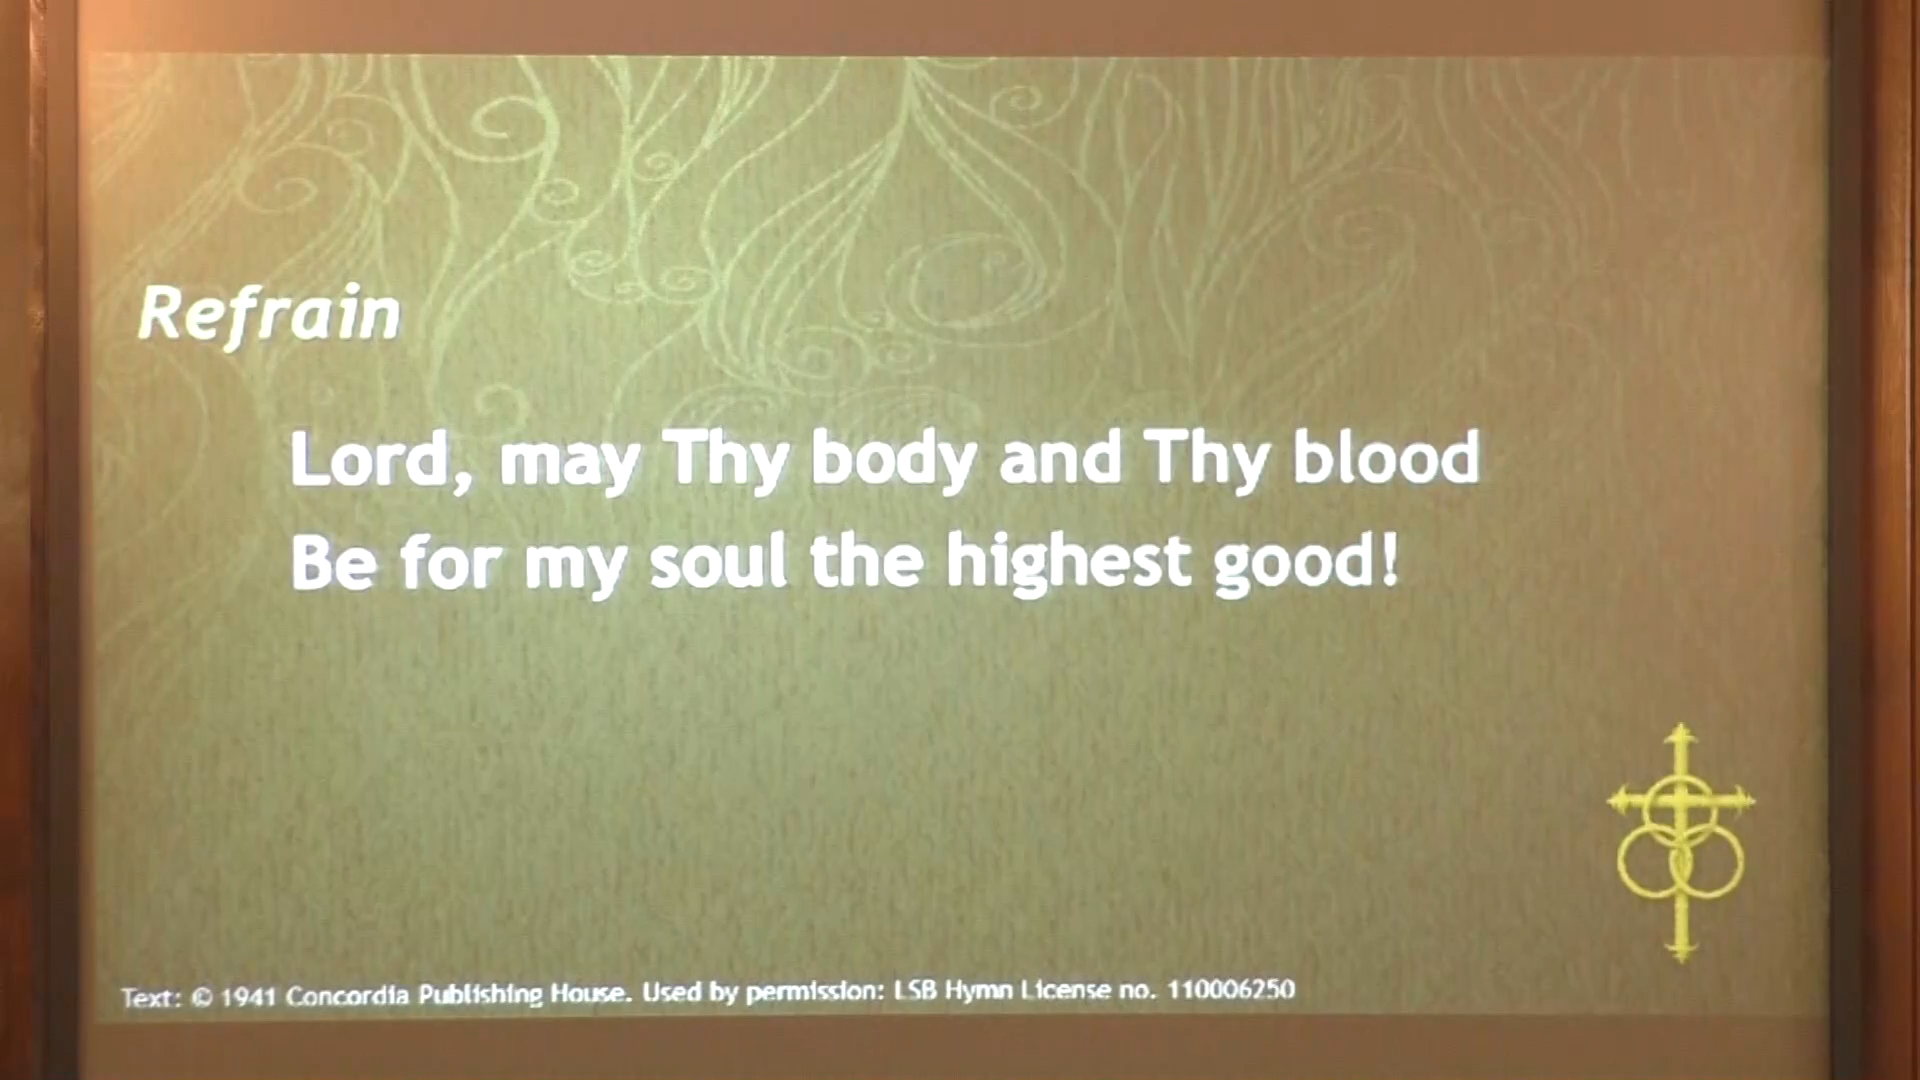 Refrain
Lord, may Thy body and Thy blood
Be for my soul the highest good!
Text: © 1941 Concordia Publishing House. Used by permission: LSB Hymn License no. 110006250